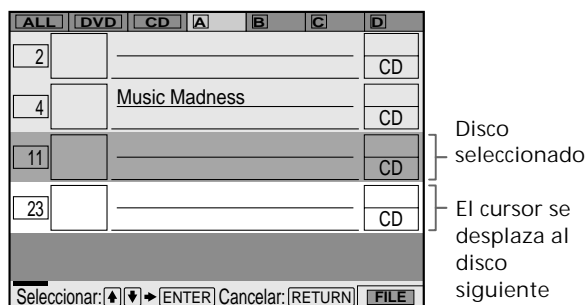 ALL DVD CD A B C D
2
CD
4 Music Madness
CD
11
CD
23
CD
Disco
seleccionado
El cursor se
desplaza al
disco
siguiente
Seleccionar: ENTER Cancelar: RETURN FILE